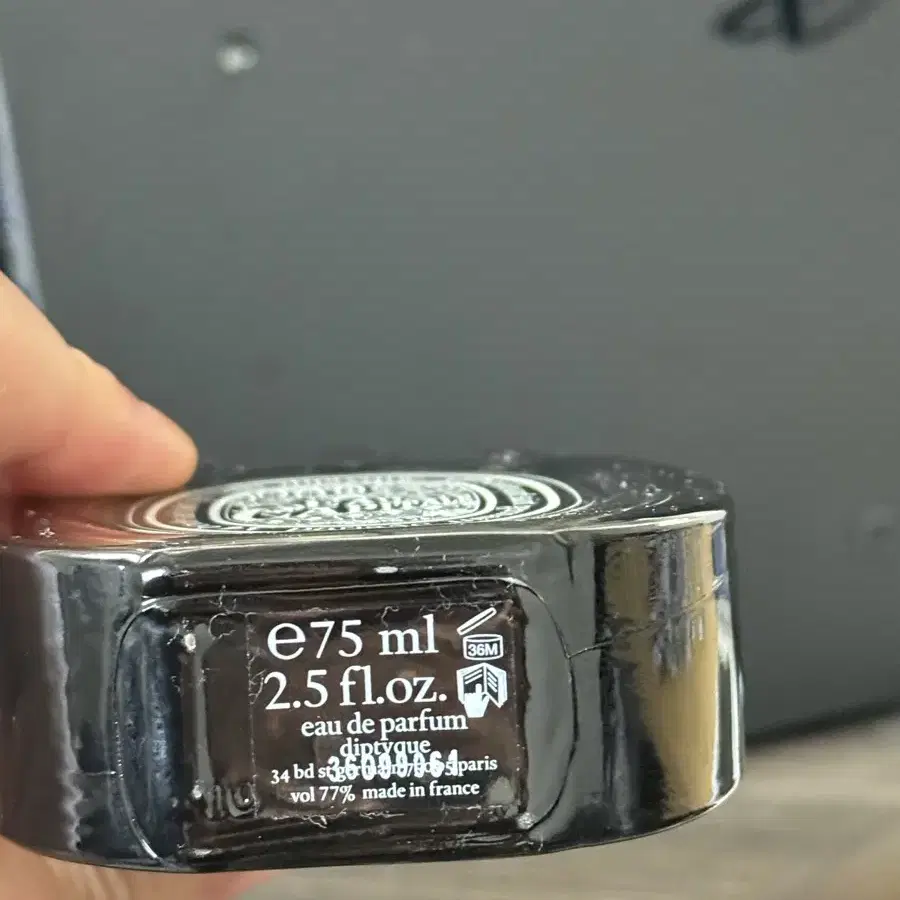 e75 ml
36M
2.5 fl.oz.
eau de parfum
diptyque
36099061
34 bd st germain 75005 paris
vol 77% made in france